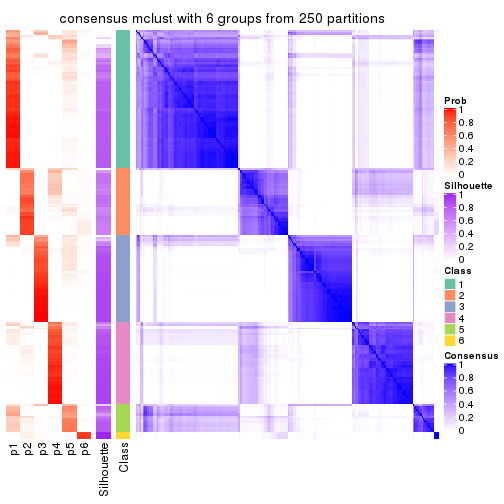 consensus mclust with 6 groups from 250 partitions
Prob
1
0.8
0.6
0.4
0.2
0
Silhouette
1
0.8
0.6
0.4
0.2
0
Class
1
2
3
4
5
6
Consensus
1
0.8
0.6
0.4
0.2
0
p1
p2
p3
p4
p5
p6
Silhouette
Class